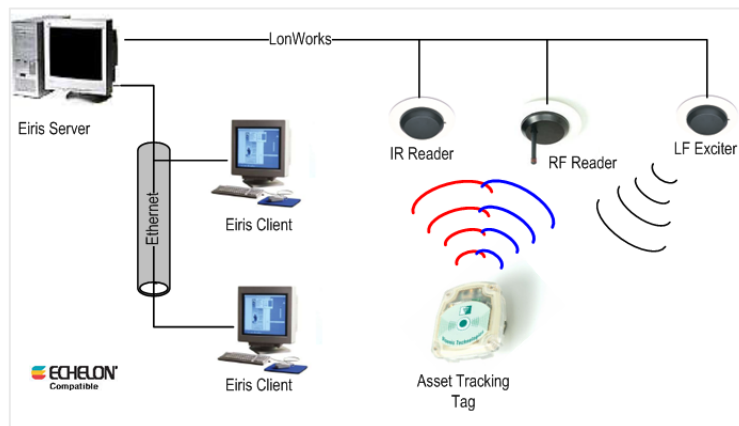 LonWorks
Eiris Server
IR Reader
RF Reader
LF Exciter
Ethernet
Eiris Client
Eiris Client
Asset Tracking
Tag
ECHELON
Compatible